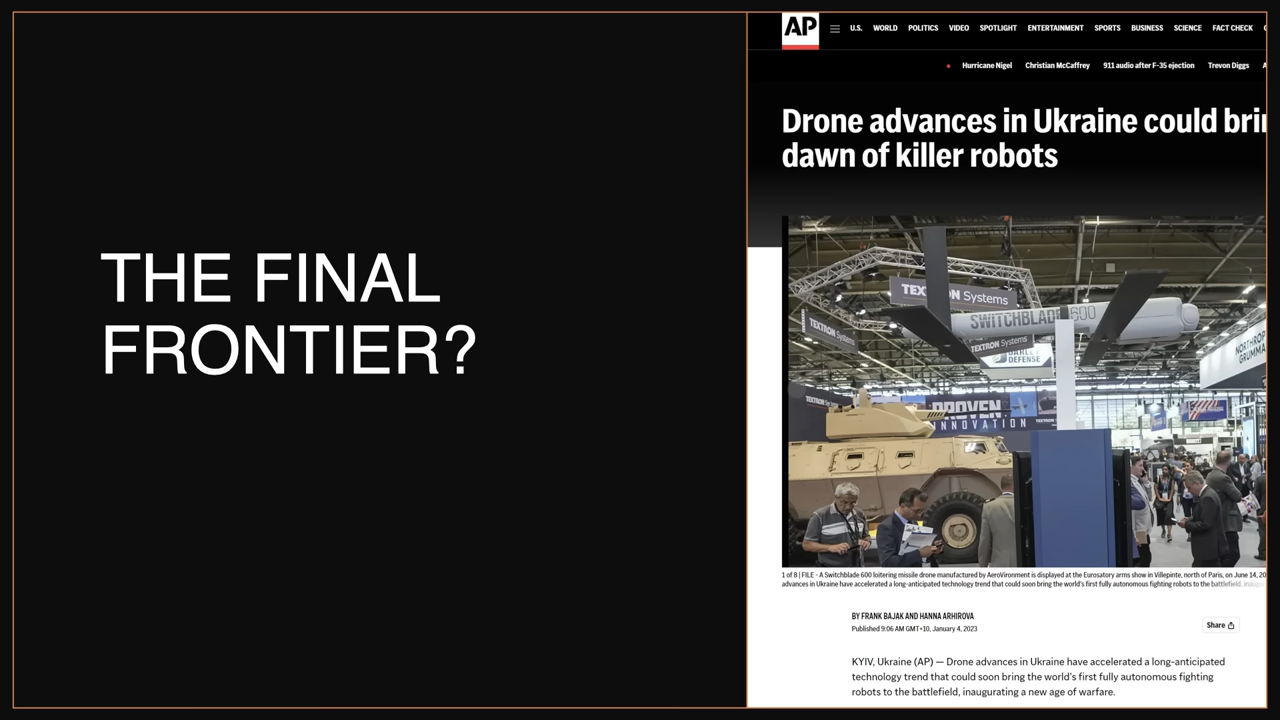 THE FINAL
FRONTIER?
AP
U.S. WORLD POLITICS VIDEO SPOTLIGHT ENTERTAINMENT SPORTS BUSINESS SCIENCE FACT CHECK
Hurricane Nigel Christian McCaffrey 911 audio after F-35 ejection Trevon Diggs
Drone advances in Ukraine could
dawn of killer robots
TEXTRON Systems
SWITCHBLADE 600
TEXTRON Systems
TEXTRON Systems
DEFENSE
NORTHROP
GRUMMA
PROVEN
INNOVATION
1 of 8 | FILE - A Switchblade 600 loitering missile drone manufactured by AeroVironment is displayed at the Eurosatory arms show in Villepinte, north of Paris, on June 14, 20
advances in Ukraine have accelerated a long-anticipated technology trend that could soon bring the world's first fully autonomous fighting robots to the battlefield,
BY FRANK BAJAK AND HANNA ARHIROVA
Published 9:06 AM GMT+10, January 4, 2023
Share
KYIV, Ukraine (AP) — Drone advances in Ukraine have accelerated a long-anticipated
technology trend that could soon bring the world's first fully autonomous fighting
robots to the battlefield, inaugurating a new age of warfare.